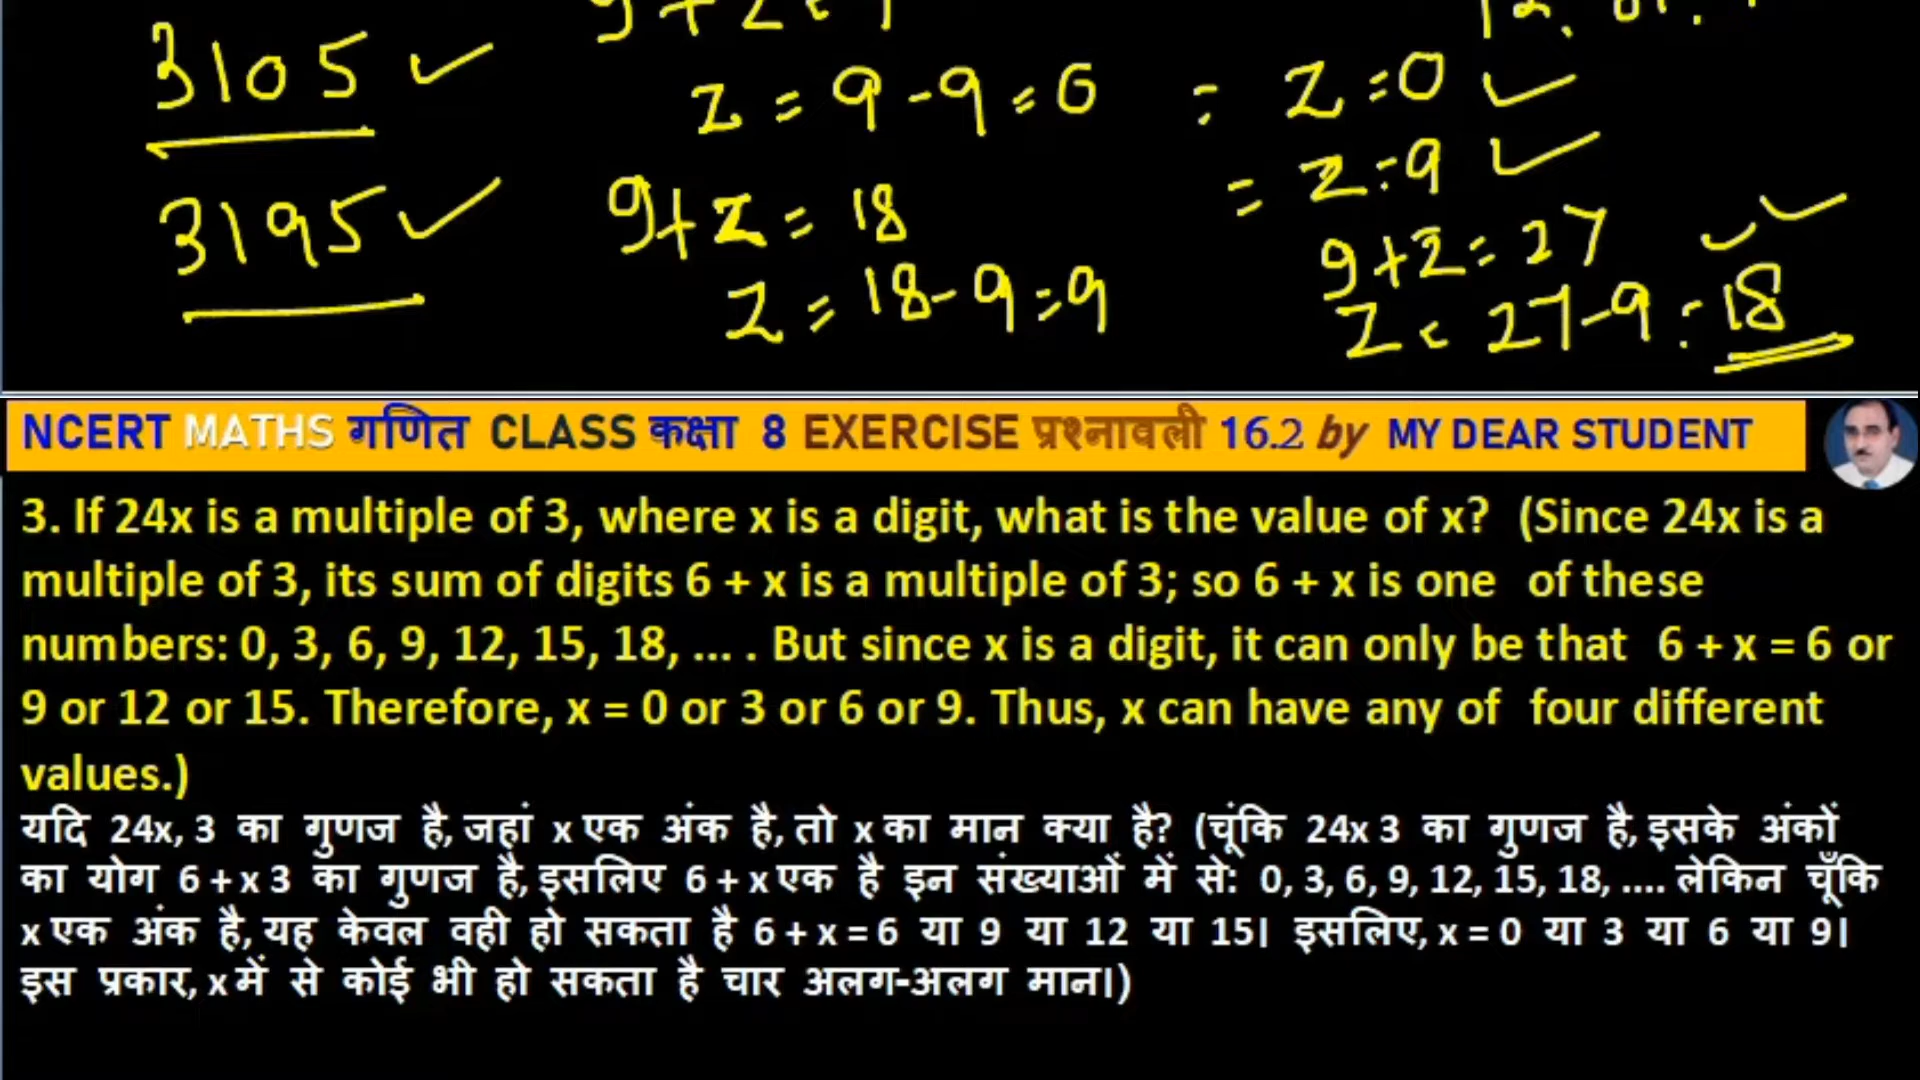 3105 ✓
z = 9 - 9 = 0 = z = 0 ✓
= z = 9 ✓
3195 ✓ 9 + z = 18
9 + z = 27
z = 18 - 9 = 9
z = 27 - 9 = 18
NCERT MATHS गणित CLASS कक्षा 8 EXERCISE प्रश्नावली 16.2 by MY DEAR STUDENT
3. If 24x is a multiple of 3, where x is a digit, what is the value of x? (Since 24x is a
multiple of 3, its sum of digits 6 + x is a multiple of 3; so 6 + x is one of these
numbers: 0, 3, 6, 9, 12, 15, 18, ... . But since x is a digit, it can only be that 6 + x = 6 or
9 or 12 or 15. Therefore, x = 0 or 3 or 6 or 9. Thus, x can have any of four different
values.)
यदि 24x, 3 का गुणज है, जहां x एक अंक है, तो x का मान क्या है? (चूंकि 24x 3 का गुणज है, इसके अंकों
का योग 6 + x 3 का गुणज है, इसलिए 6 + x एक है इन संख्याओं में से: 0, 3, 6, 9, 12, 15, 18, .... लेकिन चूँकि
x एक अंक है, यह केवल वही हो सकता है 6 + x = 6 या 9 या 12 या 15। इसलिए, x = 0 या 3 या 6 या 9।
इस प्रकार, x में से कोई भी हो सकता है चार अलग-अलग मान।)